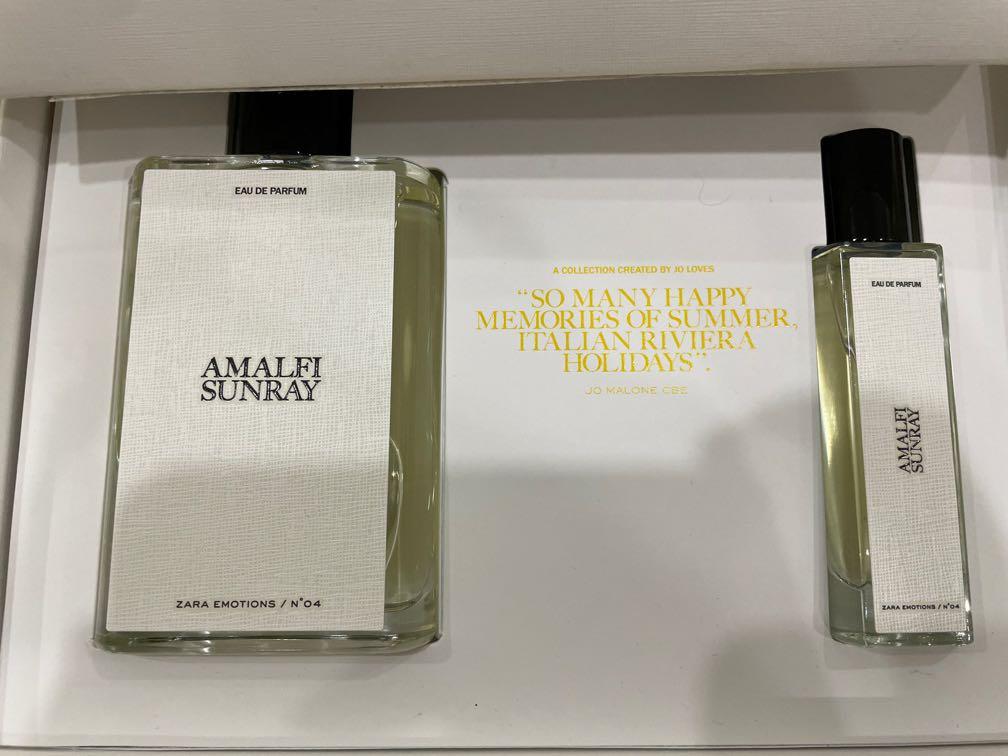 EAU DE PARFUM
AMALFI
SUNRAY
ZARA EMOTIONS / N°04
A COLLECTION CREATED BY JO LOVES
“SO MANY HAPPY
MEMORIES OF SUMMER,
ITALIAN RIVIERA
HOLIDAYS”.
JO MALONE CBE
EAU DE PARFUM
AMALFI
SUNRAY
ZARA EMOTIONS / N°04